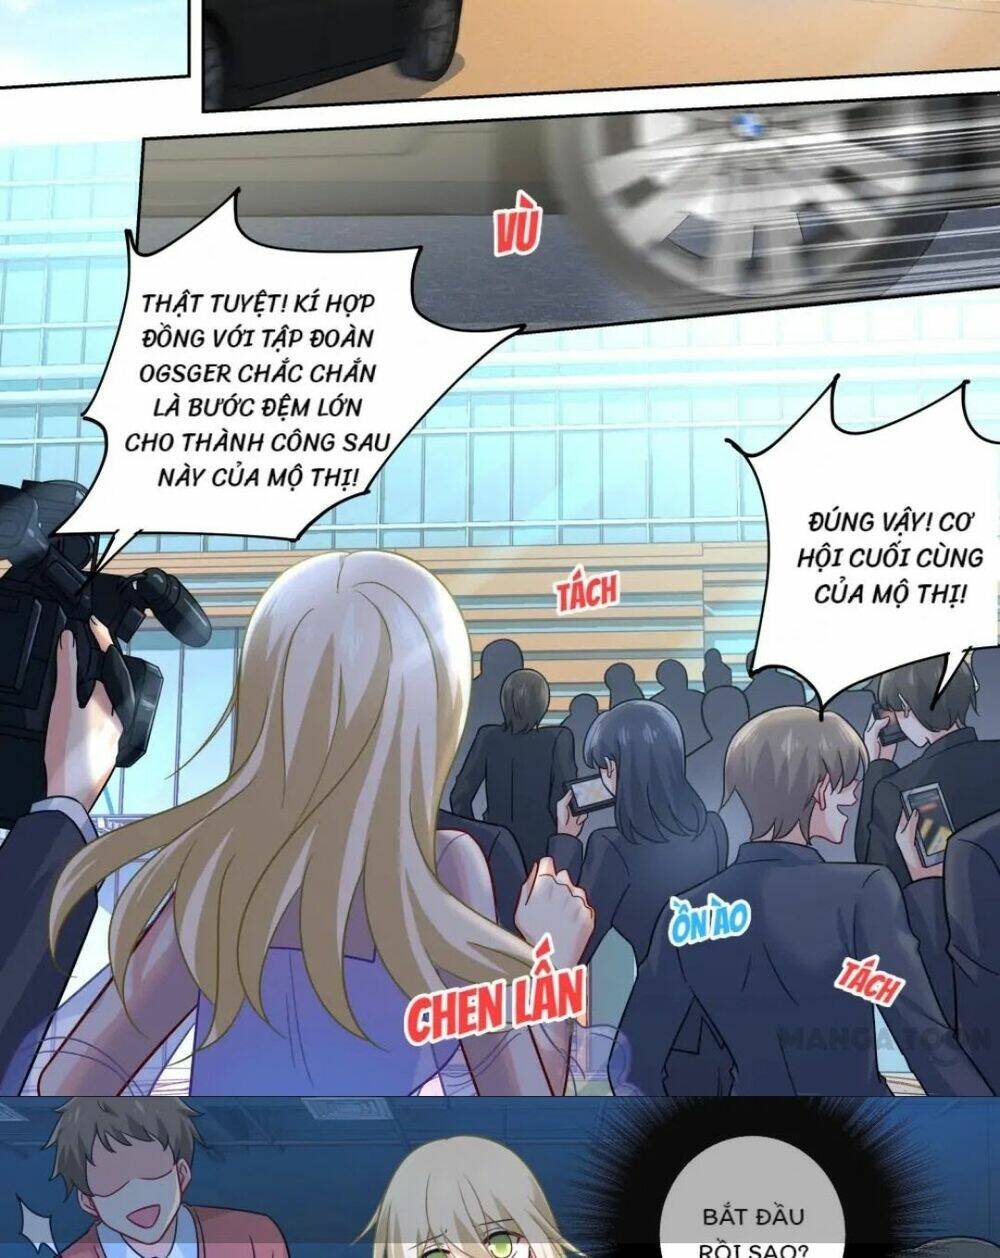 VÙ
THẬT TUYỆT! KÍ HỢP
ĐỒNG VỚI TẬP ĐOÀN
OGSGER CHẮC CHẮN
LÀ BƯỚC ĐỆM LỚN
CHO THÀNH CÔNG SAU
NÀY CỦA MỘ THỊ!
ĐÚNG VẬY! CƠ
HỘI CUỐI CÙNG
CỦA MỘ THỊ!
TÁCH
ỒN ÀO
TÁCH
CHEN LẤN
MANGATOON
BẮT ĐẦU
RỒI SAO?